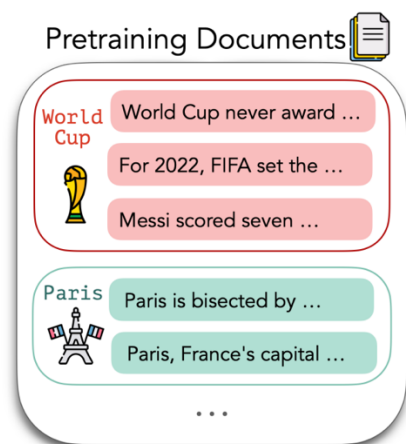 Pretraining Documents
World Cup
World Cup never award ...
For 2022, FIFA set the ...
Messi scored seven ...
Paris
Paris is bisected by ...
Paris, France's capital ...
...